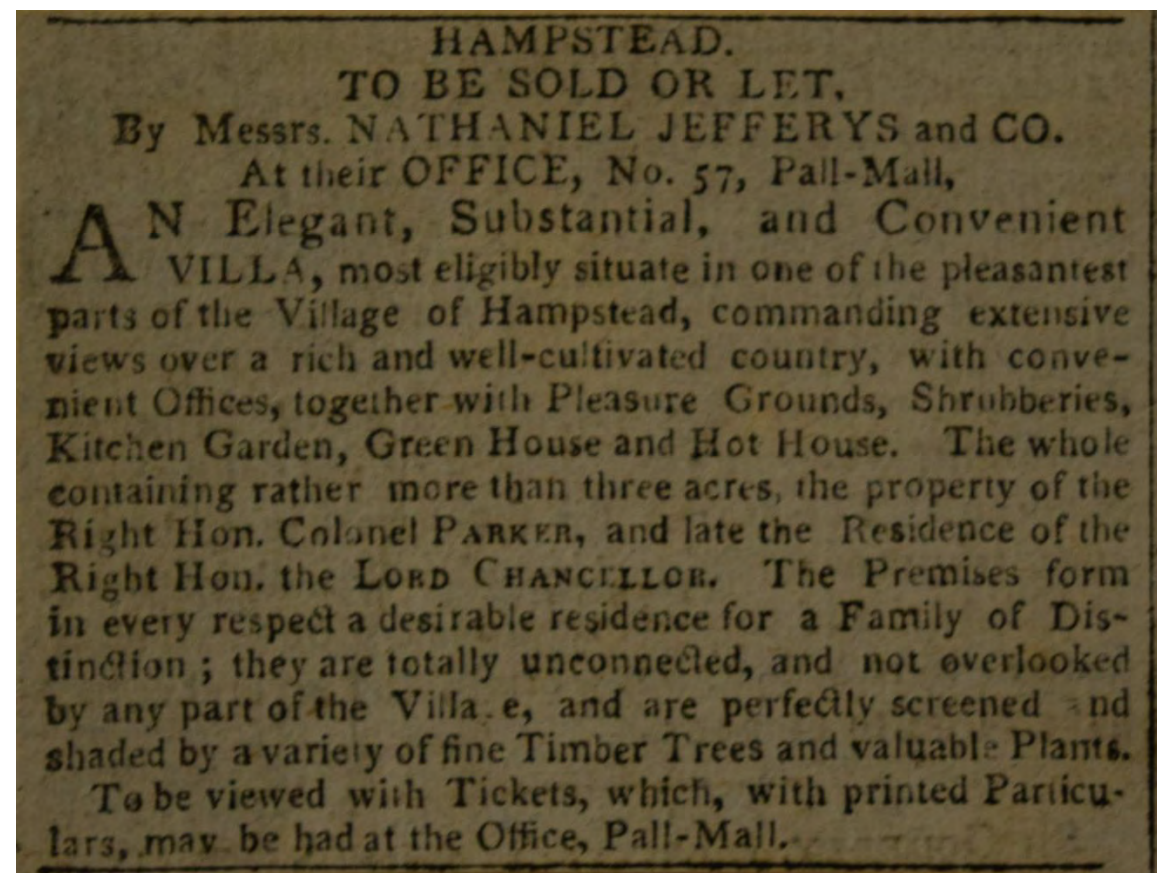 HAMPSTEAD.
TO BE SOLD OR LET,
By Messrs. NATHANIEL JEFFERYS and CO.
At their OFFICE, No. 57, Pall-Mall,
AN Elegant, Substantial, and Convenient
VILLA, most eligibly situate in one of the pleasantest
parts of the Village of Hampstead, commanding extensive
views over a rich and well-cultivated country, with conve-
nient Offices, together with Pleasure Grounds, Shrubberies,
Kitchen Garden, Green House and Hot House. The whole
containing rather more than three acres, the property of the
Right Hon. Colonel PARKER, and late the Residence of the
Right Hon. the LORD CHANCELLOR. The Premises form
in every respect a desirable residence for a Family of Dis-
tinction ; they are totally unconnected, and not overlooked
by any part of the Villa e, and are perfectly screened and
shaded by a variety of fine Timber Trees and valuable Plants.
To be viewed with Tickets, which, with printed Particu-
lars, may be had at the Office, Pall-Mall.